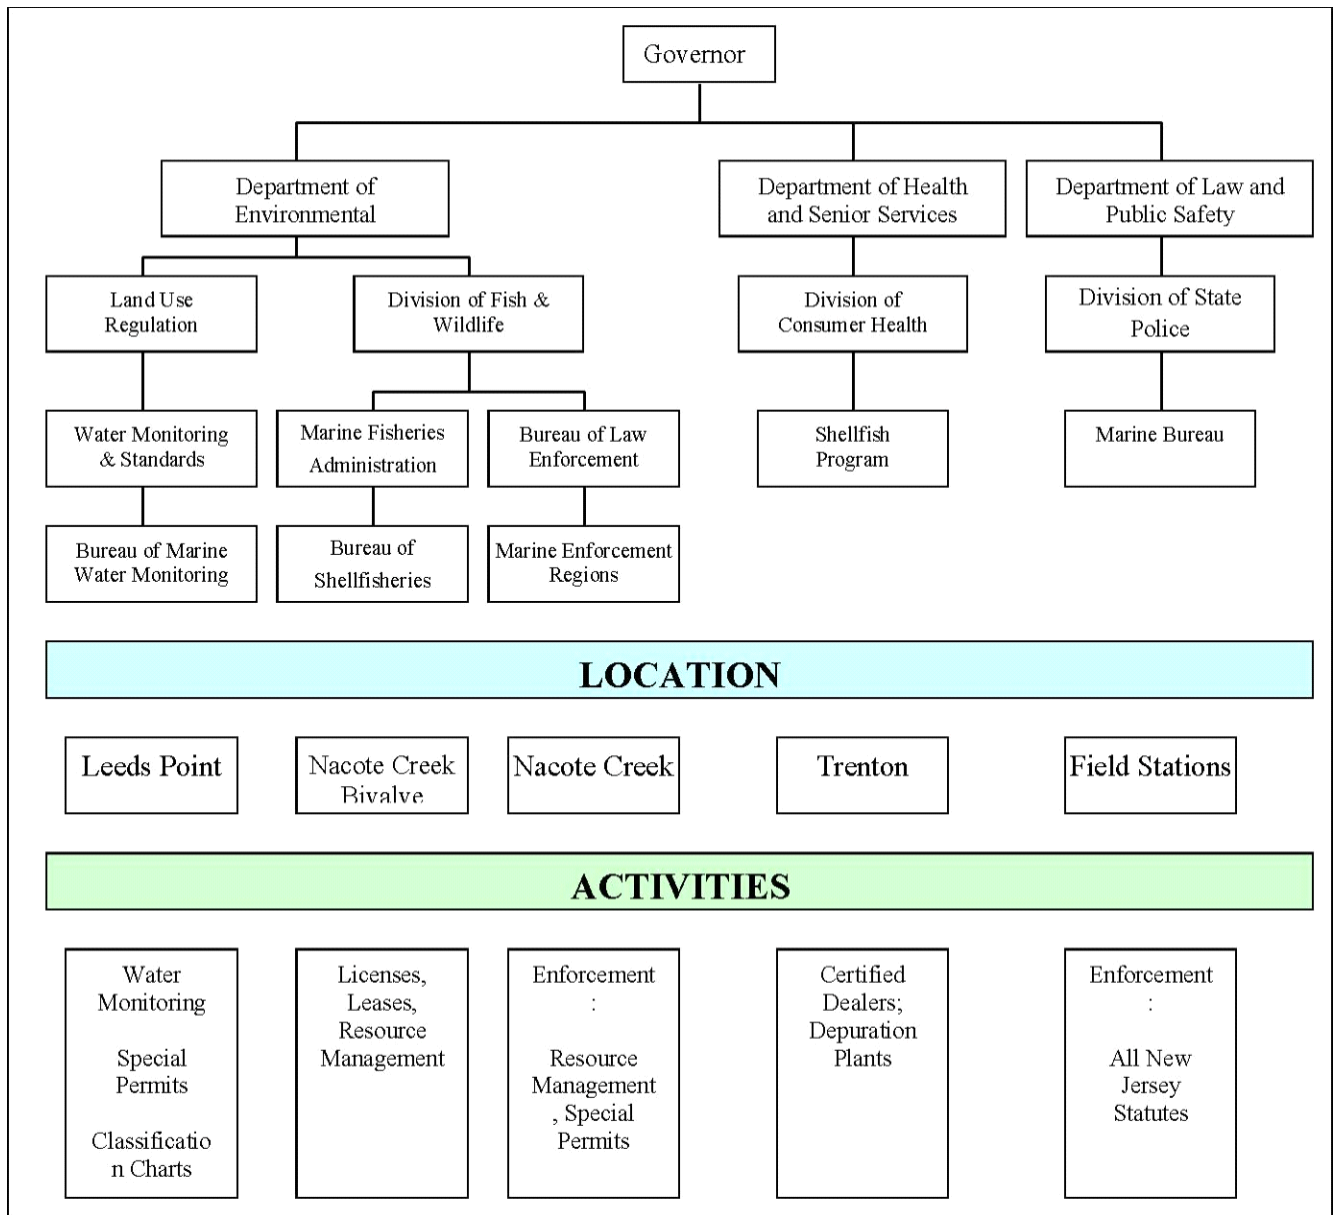 Governor
Department of
Environmental
Department of Health
and Senior Services
Department of Law and
Public Safety
Land Use
Regulation
Division of Fish &
Wildlife
Division of
Consumer Health
Division of State
Police
Water Monitoring
& Standards
Marine Fisheries
Administration
Bureau of Law
Enforcement
Shellfish
Program
Marine Bureau
Bureau of Marine
Water Monitoring
Bureau of
Shellfisheries
Marine Enforcement
Regions
LOCATION
Leeds Point
Nacote Creek
Bivalve
Nacote Creek
Trenton
Field Stations
ACTIVITIES
Water
Monitoring
Special
Permits
Classificatio
n Charts
Licenses,
Leases,
Resource
Management
Enforcement
:
Resource
Management
, Special
Permits
Certified
Dealers;
Depuration
Plants
Enforcement
:
All New
Jersey
Statutes